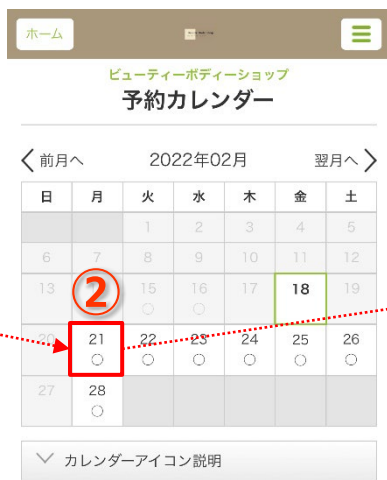 ホーム
ビューティーボディーショップ
予約カレンダー
前月へ 2022年02月 翌月へ
日 月 火 水 木 金 土
1 2 3 4 5
6 7 8 9 10 11 12
13 ② 15 16 17 18 19
○ ○
20 21 22 23 24 25 26
○ ○ ○ ○ ○ ○
27 28
○
カレンダーアイコン説明